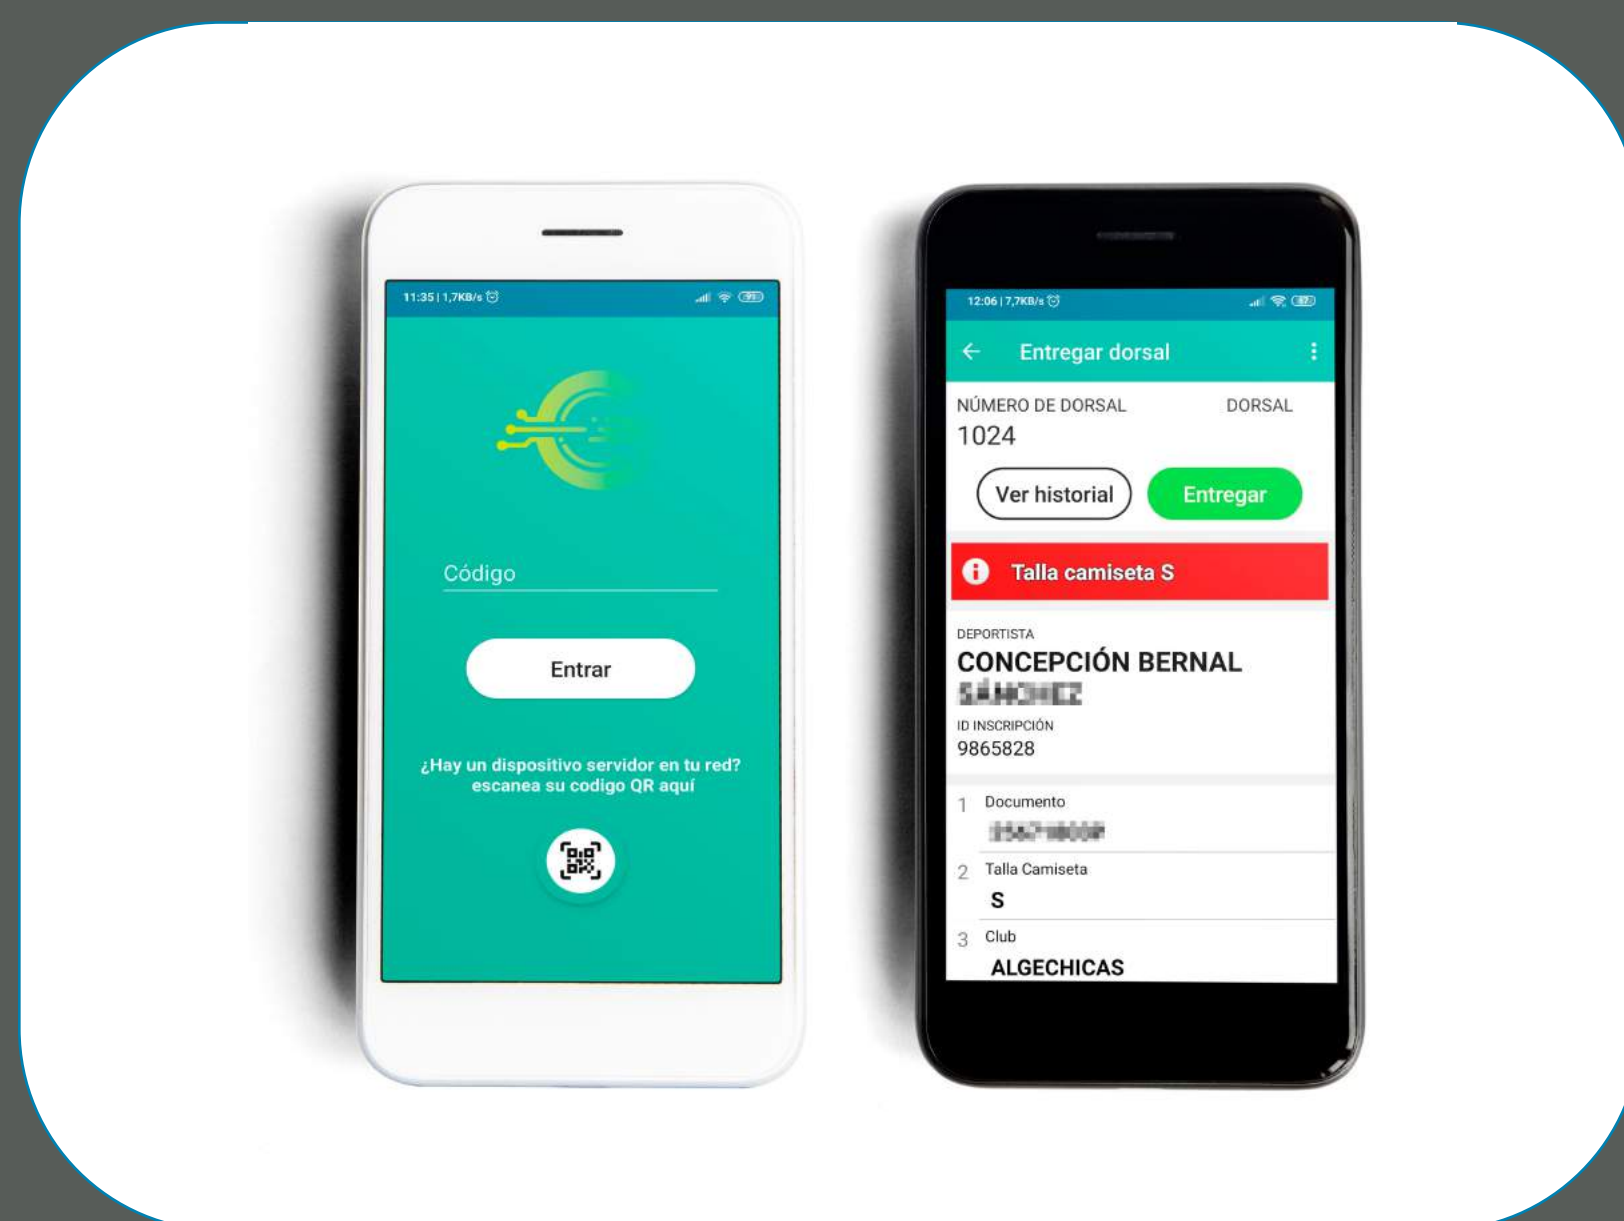 11:35 | 1,7KB/s
91
Código
Entrar
¿Hay un dispositivo servidor en tu red?
escanea su codigo QR aquí
12:06 | 7,7KB/s
87
Entregar dorsal
NÚMERO DE DORSAL DORSAL
1024
Ver historial Entregar
Talla camiseta S
DEPORTISTA
CONCEPCIÓN BERNAL
ID INSCRIPCIÓN
9865828
1 Documento
2 Talla Camiseta
S
3 Club
ALGECHICAS